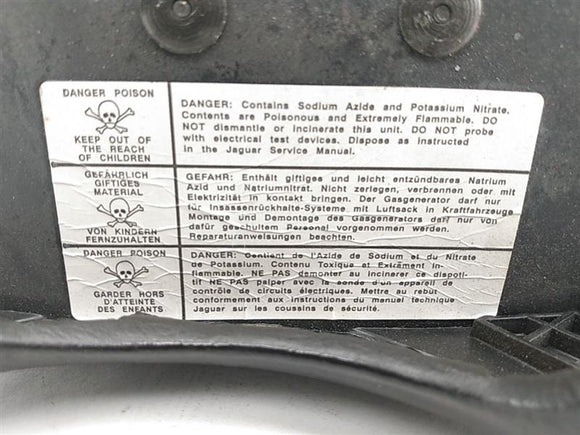 DANGER POISON
KEEP OUT OF
THE REACH
OF CHILDREN
DANGER: Contains Sodium Azide and Potassium Nitrate.
Contents are Poisonous and Extremely Flammable. DO
NOT dismantle or incinerate this unit. DO NOT probe
with electrical test devices. Dispose as instructed
in the Jaguar Service Manual.
GEFÄHRLICH
GIFTIGES
MATERIAL
VON KINDERN
FERNZUHALTEN
GEFAHR: Enthält giftiges und leicht entzündbares Natrium
Azid und Natriumnitrat. Nicht zerlegen, verbrennen oder mit
Elektrizität in kontakt bringen. Der Gasgenerator darf nur
für Insassenrückhalte-Systeme mit Luftsack in Kraftfahrzeuge
Montage und Demontage des Gasgenerators darf nur von
dafür geschultem Personal vorgenommen werden.
Reparaturanweisungen beachten.
DANGER POISON
GARDER HORS
D'ATTEINTE
DES ENFANTS
DANGER: Contient de l'Azide de Sodium et du Nitrate
de Potassium. Contenu Toxique et Extrèment in-
flammable. NE PAS demonter au incinerer ce dispoti-
tif NE PAS palper avec la sonde d'un appareil de
contrôle de circuits électriques. Mettre au rebut
conformement aux instructions du manuel technique
Jaguar sur les coussins de sécurité.